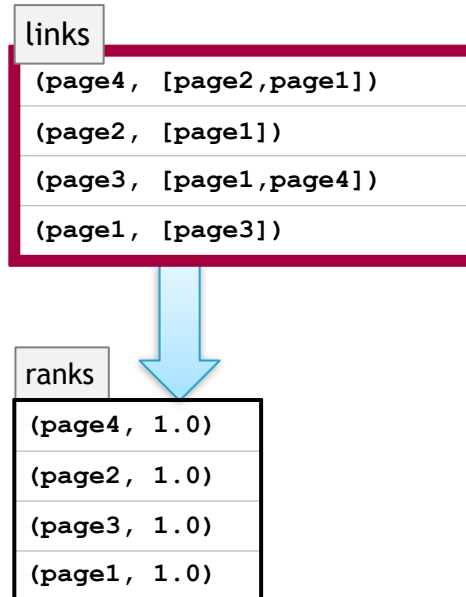 links
(page4, [page2,page1])
(page2, [page1])
(page3, [page1,page4])
(page1, [page3])
ranks
(page4, 1.0)
(page2, 1.0)
(page3, 1.0)
(page1, 1.0)